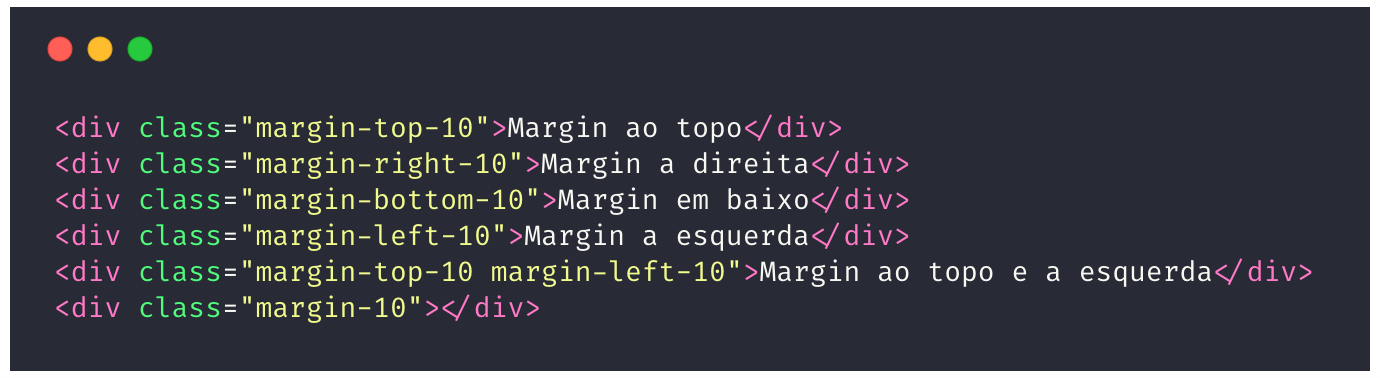 <div class="margin-top-10">Margin ao topo</div>
<div class="margin-right-10">Margin a direita</div>
<div class="margin-bottom-10">Margin em baixo</div>
<div class="margin-left-10">Margin a esquerda</div>
<div class="margin-top-10 margin-left-10">Margin ao topo e a esquerda</div>
<div class="margin-10"></div>